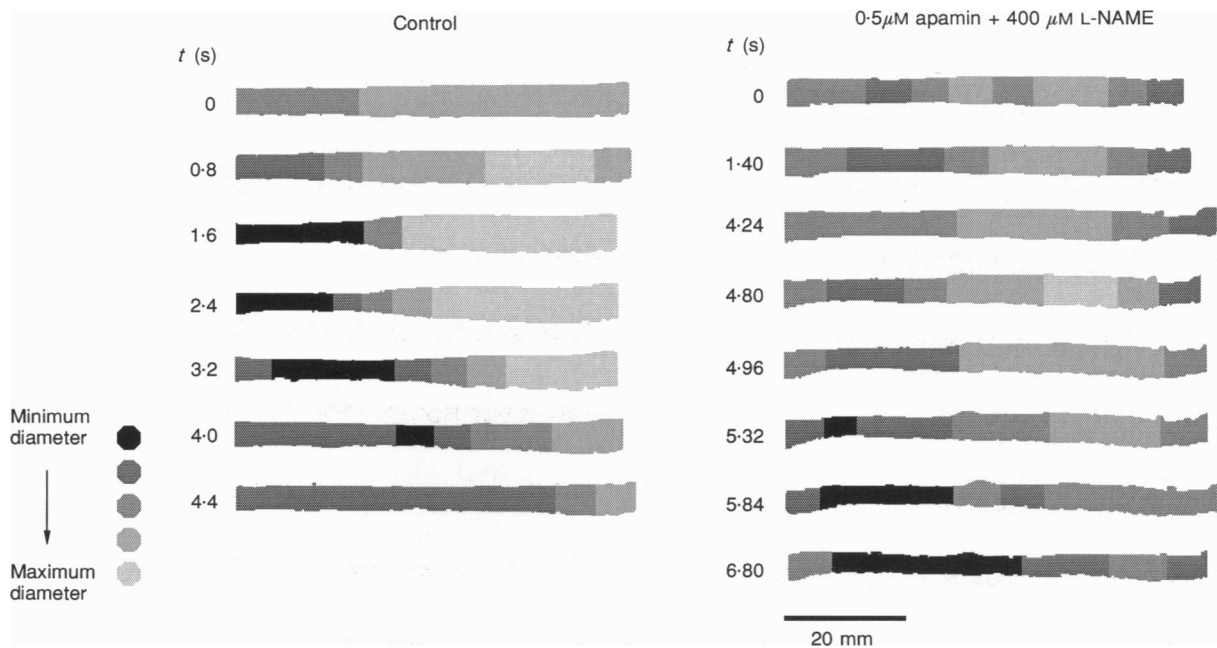 Control
t (s)
0
0·8
1·6
2·4
3·2
4·0
4·4
Minimum
diameter
Maximum
diameter
0·5μM apamin + 400 μM L-NAME
t (s)
0
1·40
4·24
4·80
4·96
5·32
5·84
6·80
20 mm